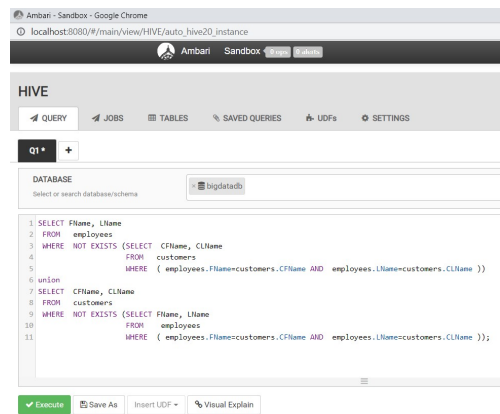 Ambari - Sandbox - Google Chrome
localhost:8080/#/main/view/HIVE/auto_hive20_instance
Ambari Sandbox 0 ops 0 alerts
HIVE
QUERY JOBS TABLES SAVED QUERIES UDFs SETTINGS
Q1 * +
DATABASE
Select or search database/schema
× bigdatadb
1 SELECT FName, LName
2 FROM employees
3 WHERE NOT EXISTS (SELECT CFName, CLName
4 FROM customers
5 WHERE ( employees.FName=customers.CFName AND employees.LName=customers.CLName ))
6 union
7 SELECT CFName, CLName
8 FROM customers
9 WHERE NOT EXISTS (SELECT FName, LName
10 FROM employees
11 WHERE ( employees.FName=customers.CFName AND employees.LName=customers.CLName ));
Execute Save As Insert UDF Visual Explain